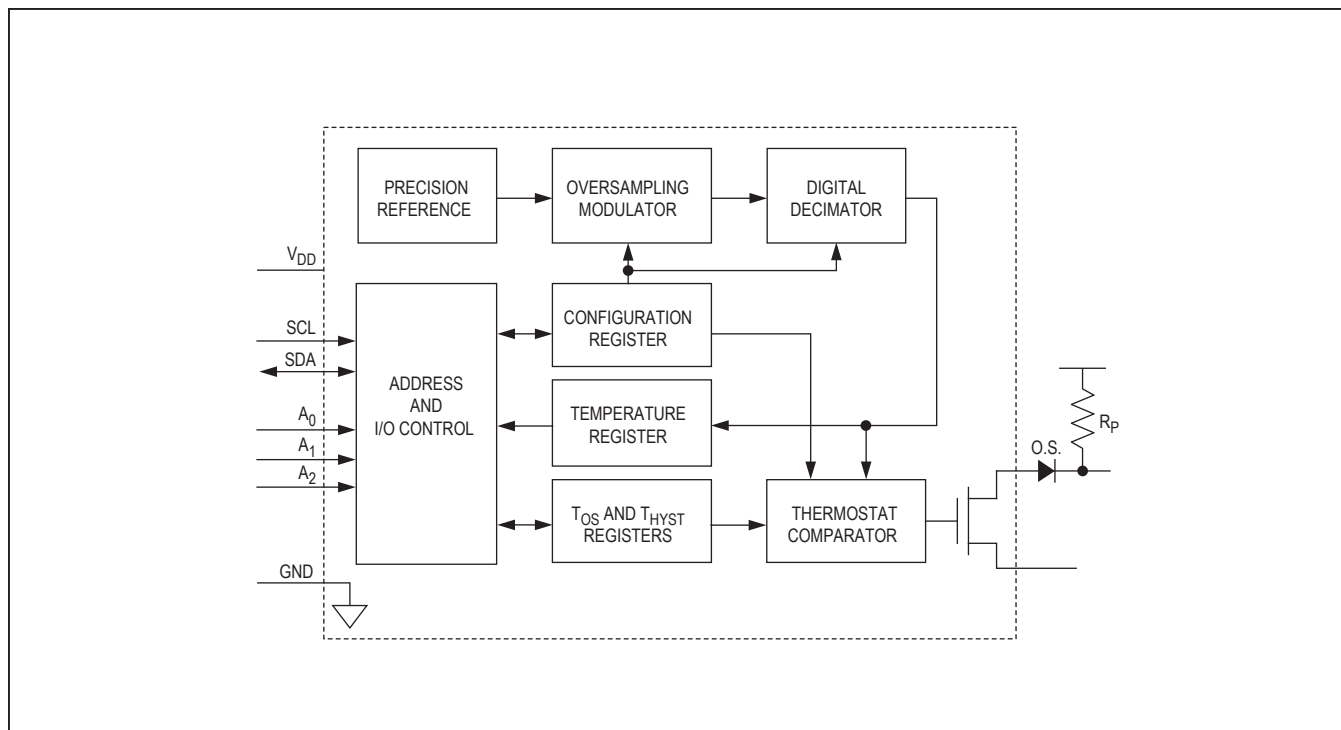 PRECISION
REFERENCE
OVERSAMPLING
MODULATOR
DIGITAL
DECIMATOR
VDD
SCL
SDA
A0
A1
A2
GND
ADDRESS
AND
I/O CONTROL
CONFIGURATION
REGISTER
TEMPERATURE
REGISTER
TOS AND THYST
REGISTERS
THERMOSTAT
COMPARATOR
O.S.
RP